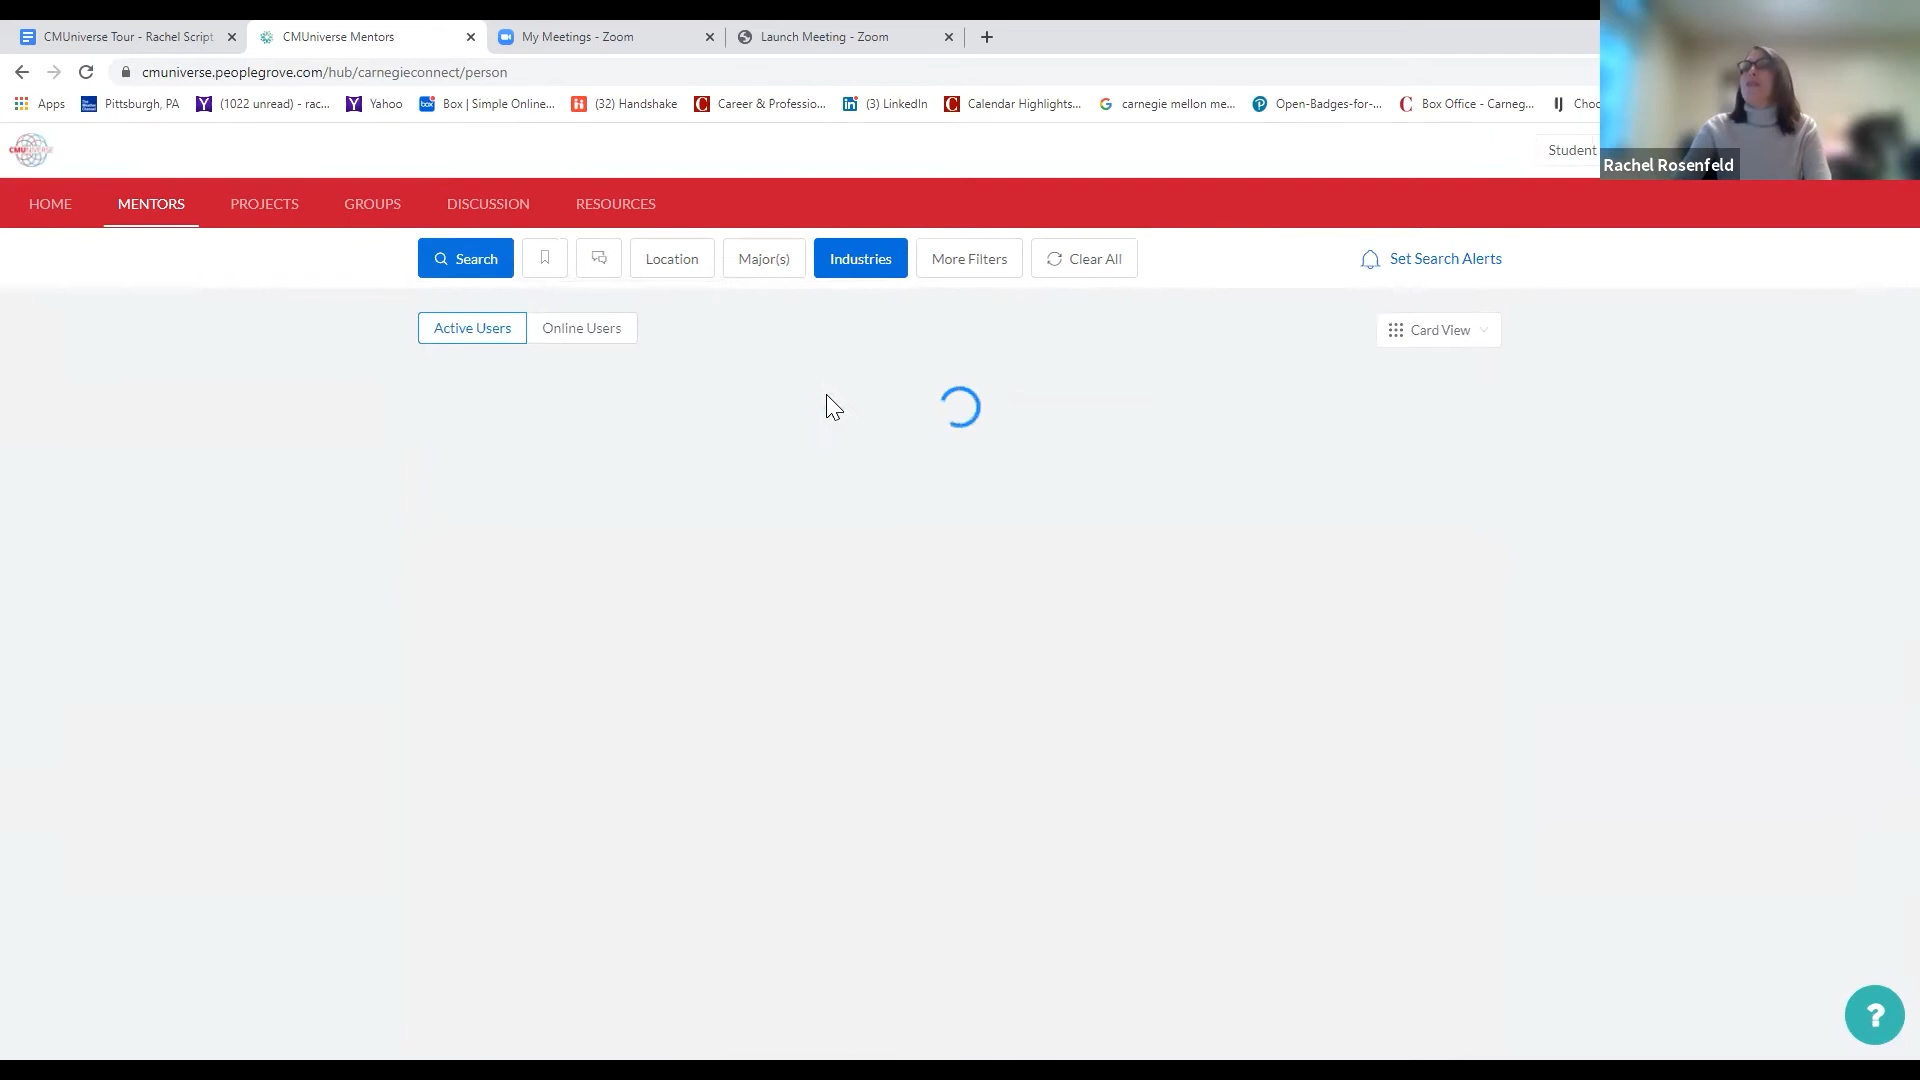 CMUniverse Tour - Rachel Script
CMUniverse Mentors
My Meetings - Zoom
Launch Meeting - Zoom
cmuniverse.peoplegrove.com/hub/carnegieconnect/person
Apps
Pittsburgh, PA
(1022 unread) - rac...
Yahoo
Box | Simple Online...
(32) Handshake
Career & Professio...
(3) LinkedIn
Calendar Highlights...
carnegie mellon me...
Open-Badges-for-...
Box Office - Carneg...
Choo
CMUNIVERSE
Student
Rachel Rosenfeld
HOME
MENTORS
PROJECTS
GROUPS
DISCUSSION
RESOURCES
Search
Location
Major(s)
Industries
More Filters
Clear All
Set Search Alerts
Active Users
Online Users
Card View
?